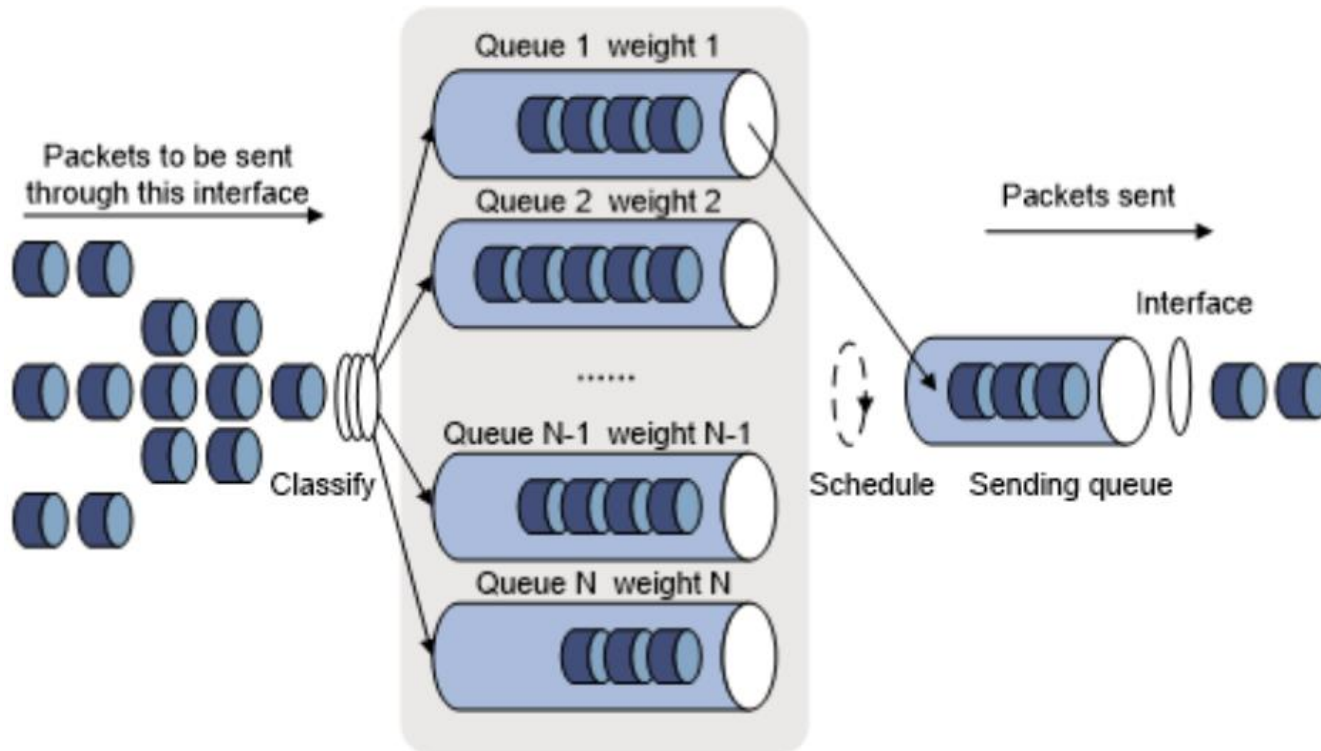 Queue 1 weight 1
Packets to be sent
through this interface
Queue 2 weight 2
Packets sent
Interface
......
Queue N-1 weight N-1
Classify
Schedule
Sending queue
Queue N weight N